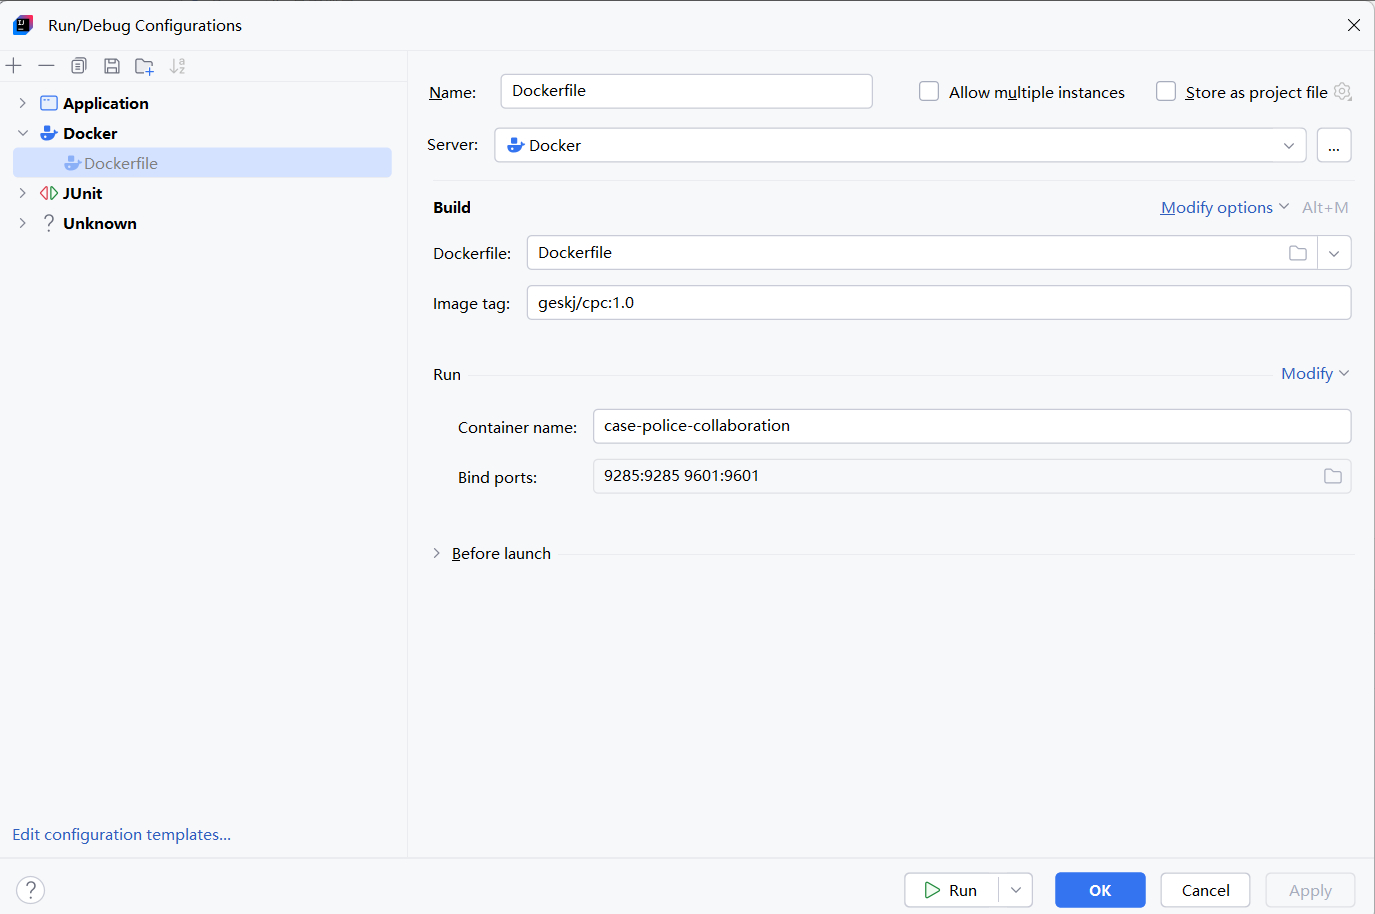 Run/Debug Configurations
Application
Docker
Dockerfile
JUnit
Unknown
Edit configuration templates...
Name: Dockerfile Allow multiple instances Store as project file
Server: Docker ...
Build Modify options Alt+M
Dockerfile: Dockerfile
Image tag: geskj/cpc:1.0
Run Modify
Container name: case-police-collaboration
Bind ports: 9285:9285 9601:9601
Before launch
? Run OK Cancel Apply